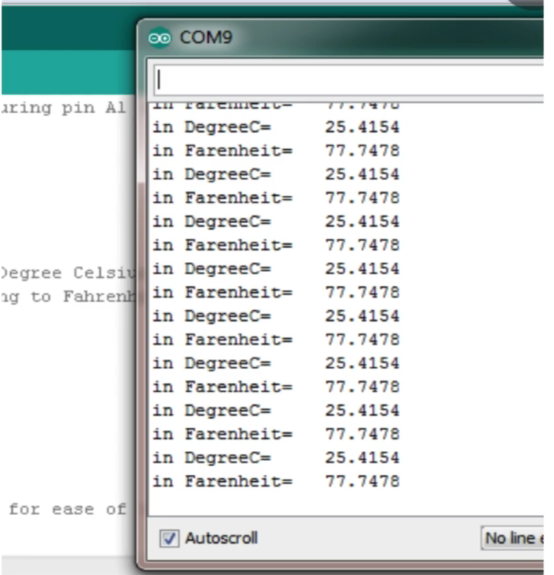 COM9
uring pin A1
in Farenheit= 77.7478
in DegreeC= 25.4154
in Farenheit= 77.7478
in DegreeC= 25.4154
in Farenheit= 77.7478
in DegreeC= 25.4154
in Farenheit= 77.7478
Degree Celsiu
in DegreeC= 25.4154
ng to Fahrenh
in Farenheit= 77.7478
in DegreeC= 25.4154
in Farenheit= 77.7478
in DegreeC= 25.4154
in Farenheit= 77.7478
in DegreeC= 25.4154
in Farenheit= 77.7478
in DegreeC= 25.4154
in Farenheit= 77.7478
for ease of
Autoscroll
No line e